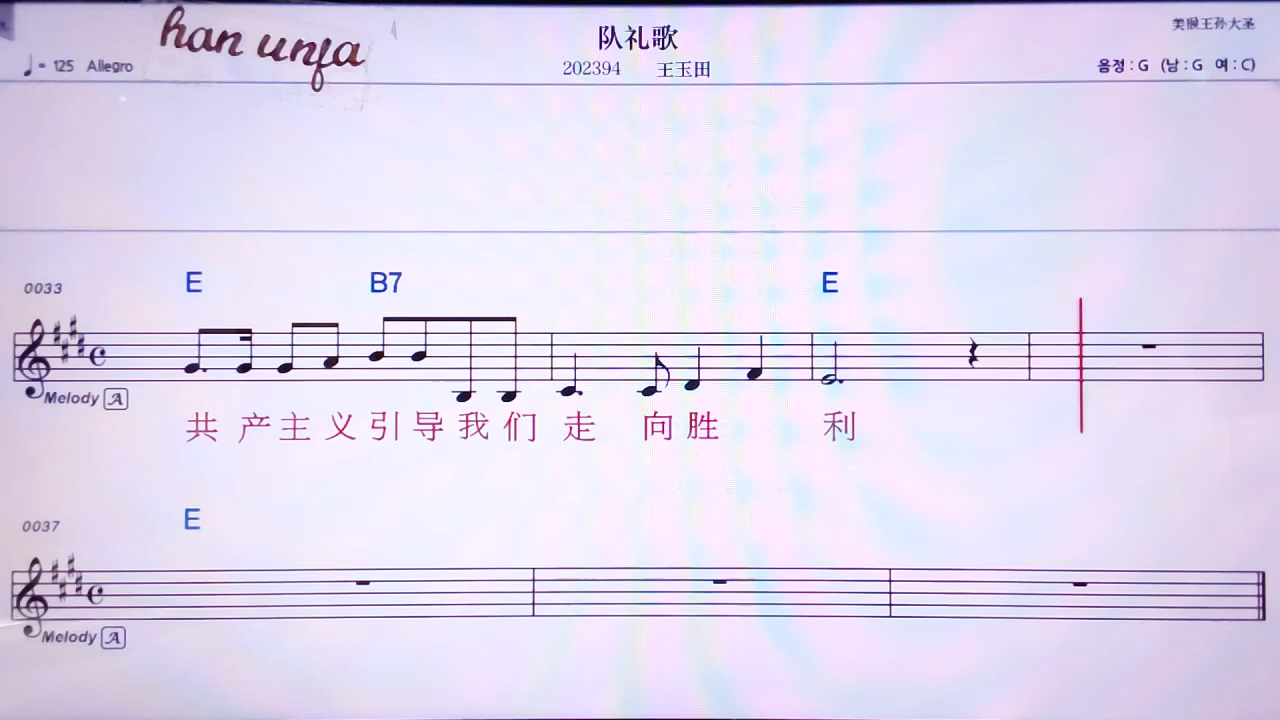 han unfa
美猴王孙大圣
队礼歌
♩= 125 Allegro
202394 王玉田
음정 : G (남 : G 여 : C)
0033
E B7 E
Melody A
共产主义引导我们走向胜利
0037
E
Melody A